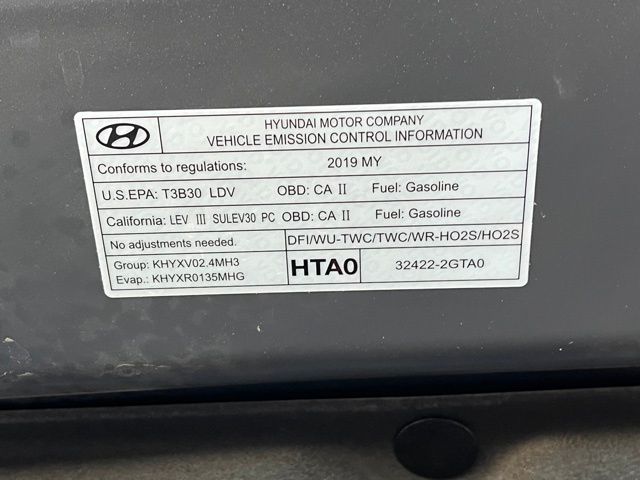 HYUNDAI MOTOR COMPANY
VEHICLE EMISSION CONTROL INFORMATION
Conforms to regulations: 2019 MY
U.S.EPA: T3B30 LDV OBD: CA II Fuel: Gasoline
California: LEV III SULEV30 PC OBD: CA II Fuel: Gasoline
No adjustments needed. DFI/WU-TWC/TWC/WR-HO2S/HO2S
Group: KHYXV02.4MH3
Evap.: KHYXR0135MHG
HTA0 32422-2GTA0